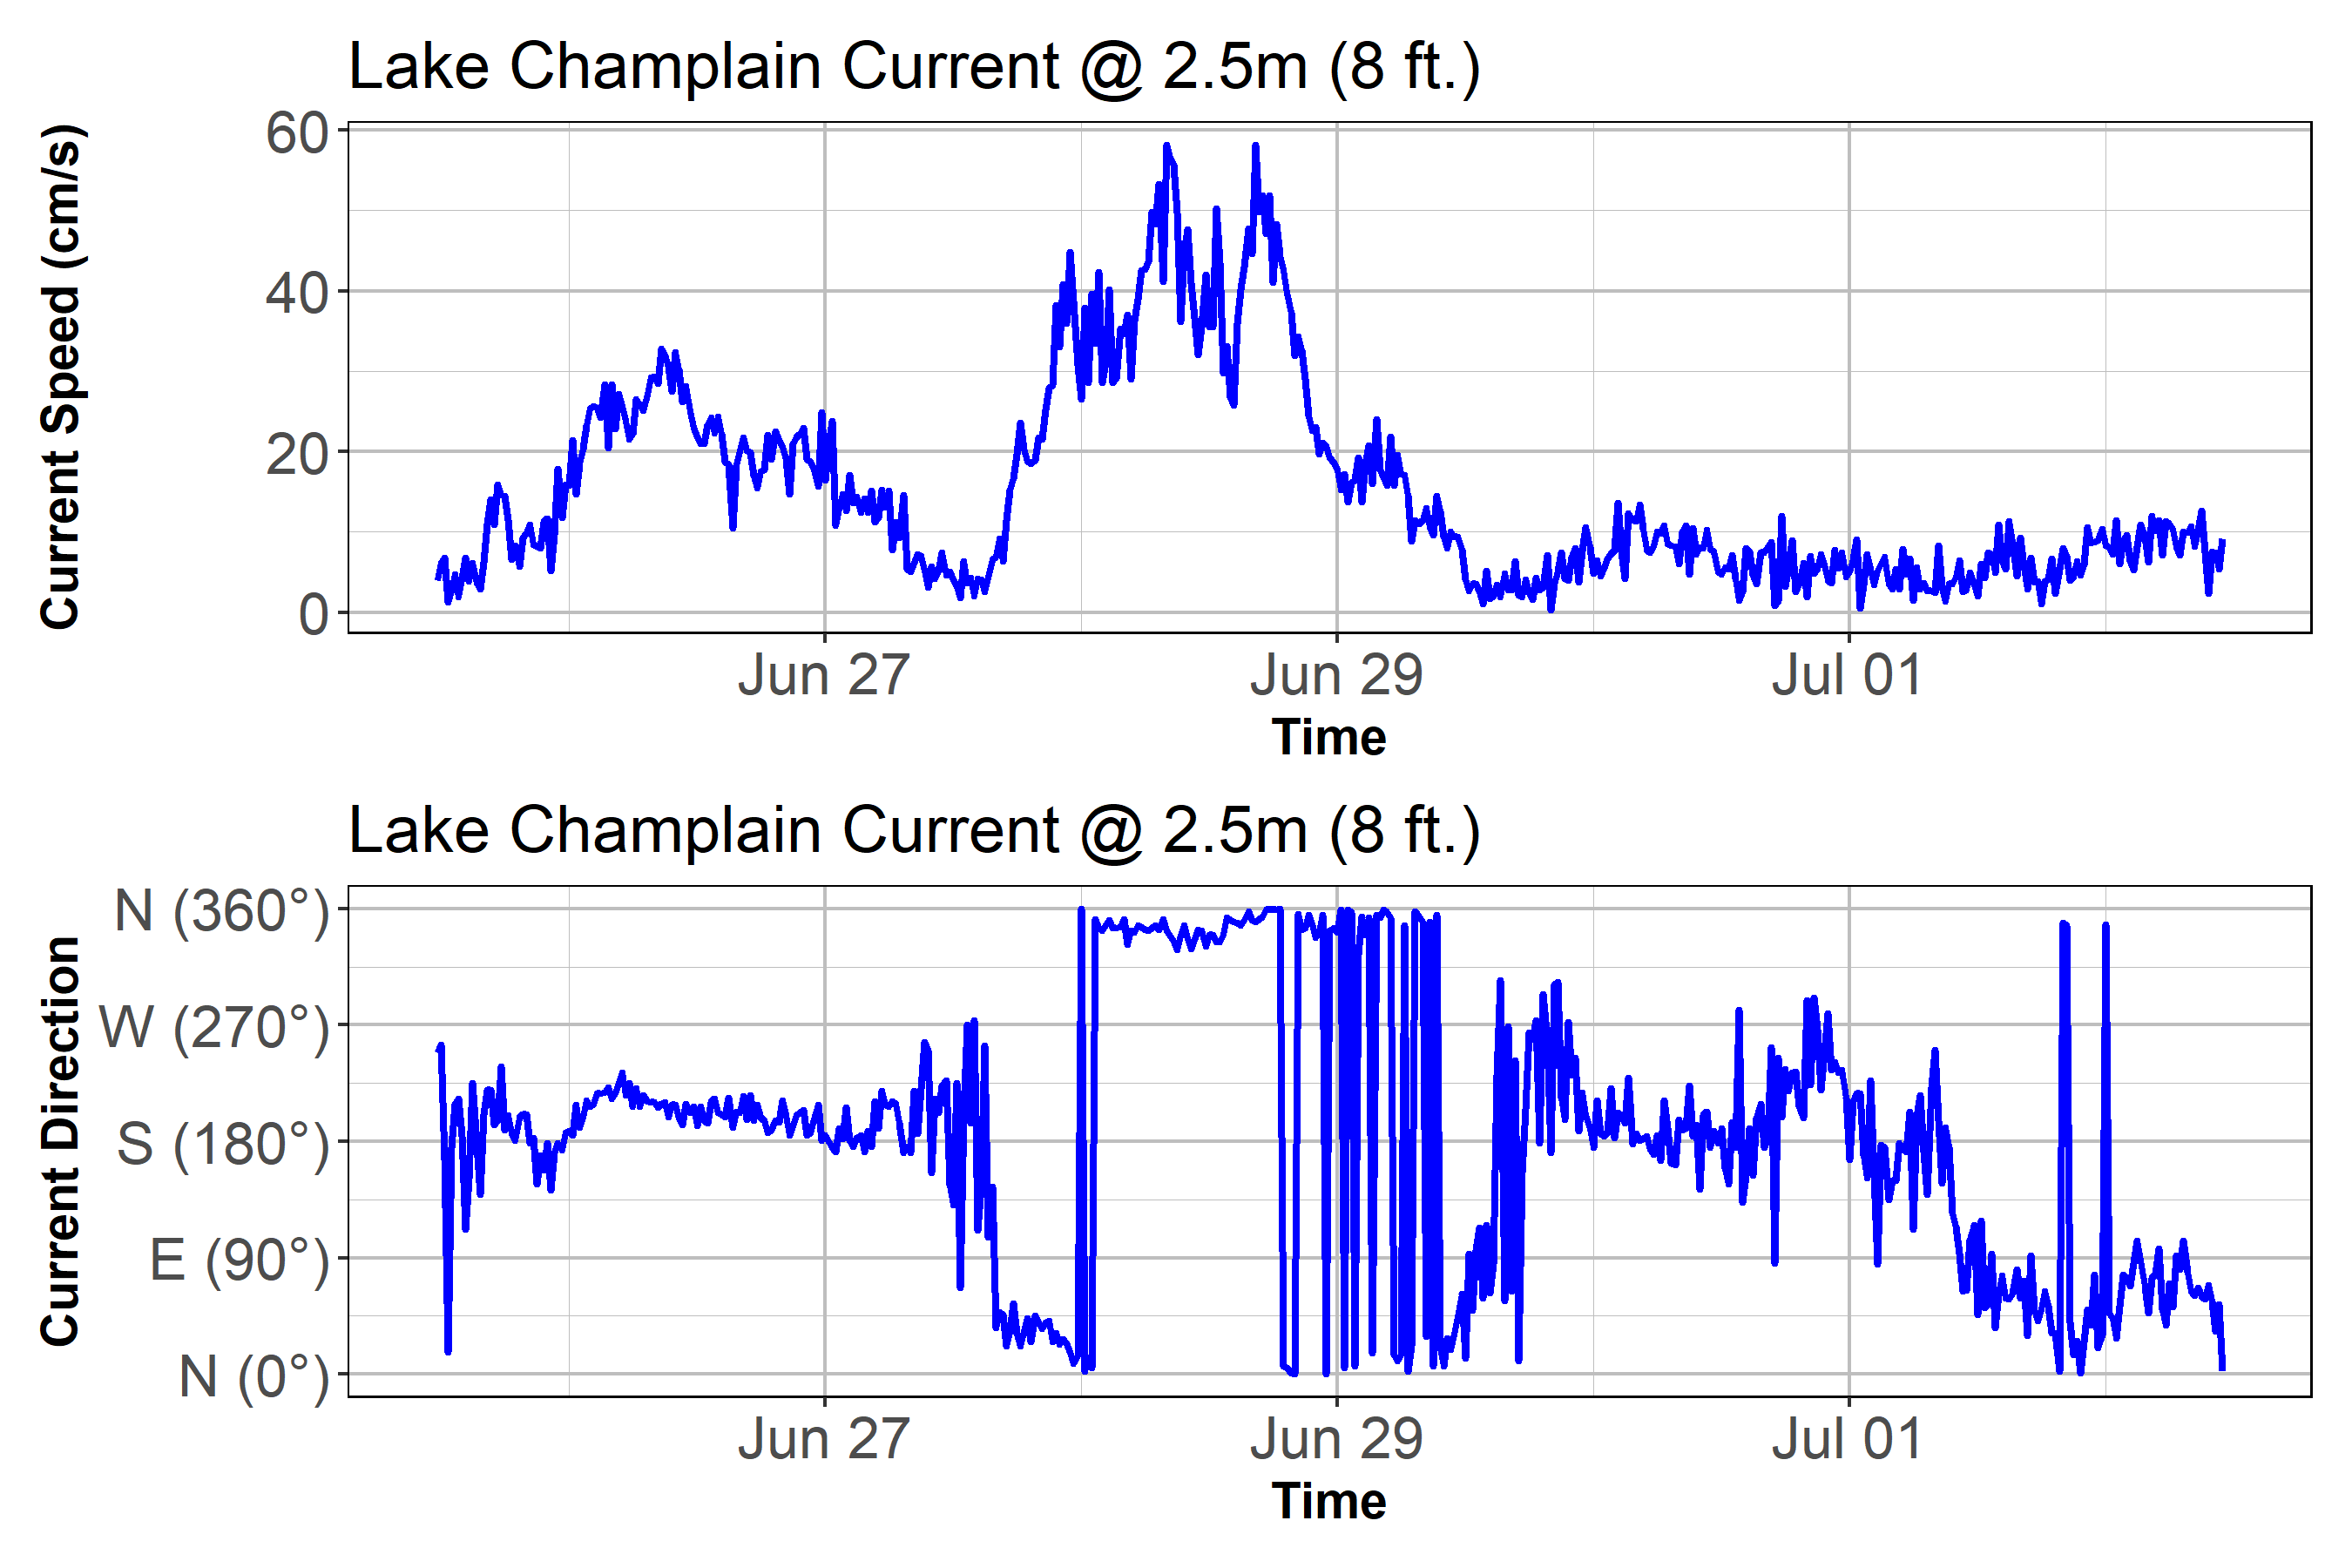 Lake Champlain Current @ 2.5m (8 ft.)
Current Speed (cm/s)
60
40
20
0
Jun 27 Jun 29 Jul 01
Time
Lake Champlain Current @ 2.5m (8 ft.)
Current Direction
N (360°)
W (270°)
S (180°)
E (90°)
N (0°)
Jun 27 Jun 29 Jul 01
Time